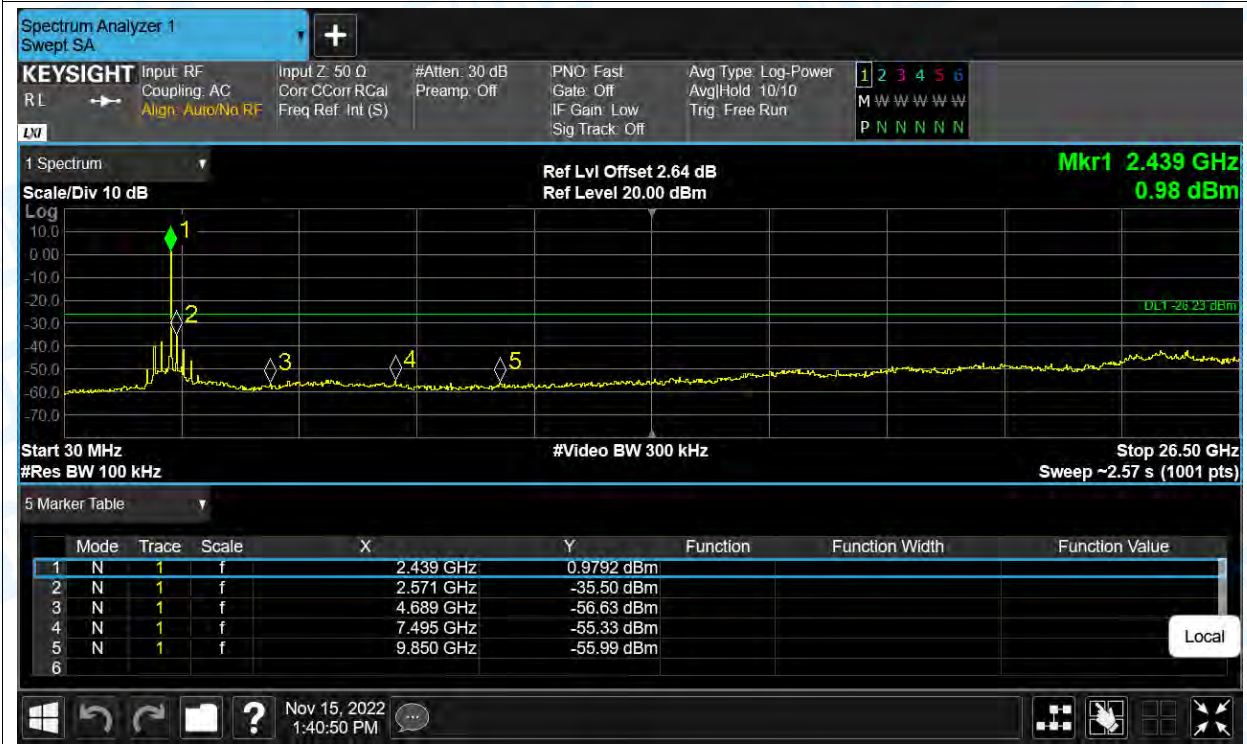 Spectrum Analyzer 1
Swept SA
+
KEYSIGHT
RL
LXI
Input: RF
Coupling: AC
Align: Auto/No RF
Input Z: 50 Ω
Corr CCorr RCal
Freq Ref: Int (S)
#Atten: 30 dB
Preamp: Off
PNO: Fast
Gate: Off
IF Gain: Low
Sig Track: Off
Avg Type: Log-Power
Avg|Hold: 10/10
Trig: Free Run
1 2 3 4 5 6
M W W W W W
P N N N N N
1 Spectrum
Scale/Div 10 dB
Ref Lvl Offset 2.64 dB
Ref Level 20.00 dBm
Mkr1 2.439 GHz
0.98 dBm
Log
10.0
0.00
-10.0
-20.0
-30.0
-40.0
-50.0
-60.0
-70.0
1
2
3
4
5
DL1 -26.23 dBm
Start 30 MHz
#Res BW 100 kHz
#Video BW 300 kHz
Stop 26.50 GHz
Sweep ~2.57 s (1001 pts)
5 Marker Table
Mode Trace Scale X Y Function Function Width Function Value
1 N 1 f 2.439 GHz 0.9792 dBm
2 N 1 f 2.571 GHz -35.50 dBm
3 N 1 f 4.689 GHz -56.63 dBm
4 N 1 f 7.495 GHz -55.33 dBm
5 N 1 f 9.850 GHz -55.99 dBm
6
Local
?
Nov 15, 2022
1:40:50 PM